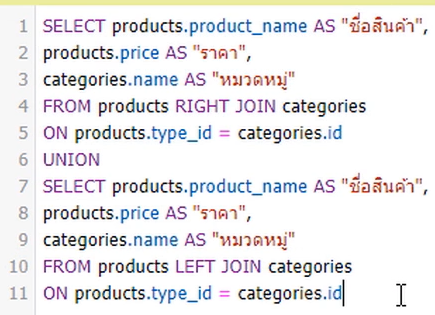 1 SELECT products.product_name AS "ชื่อสินค้า",
2 products.price AS "ราคา",
3 categories.name AS "หมวดหมู่"
4 FROM products RIGHT JOIN categories
5 ON products.type_id = categories.id
6 UNION
7 SELECT products.product_name AS "ชื่อสินค้า",
8 products.price AS "ราคา",
9 categories.name AS "หมวดหมู่"
10 FROM products LEFT JOIN categories
11 ON products.type_id = categories.id